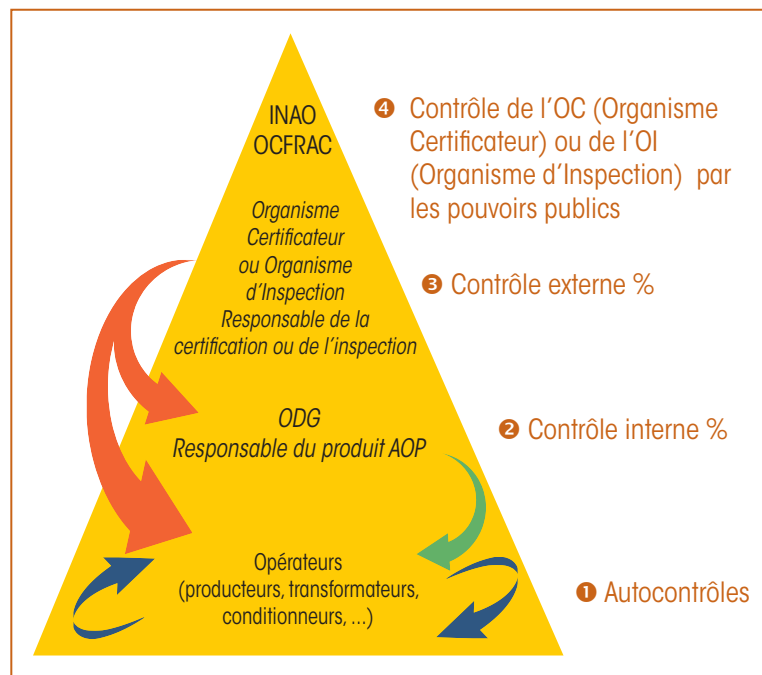 INAO
OCFRAC
❹ Contrôle de l’OC (Organisme
Certificateur) ou de l’OI
(Organisme d’Inspection) par
les pouvoirs publics
Organisme
Certificateur
ou Organisme
d’Inspection
Responsable de la
certification ou de l’inspection
❸ Contrôle externe %
ODG
Responsable du produit AOP
❷ Contrôle interne %
Opérateurs
(producteurs, transformateurs,
conditionneurs, ...)
❶ Autocontrôles